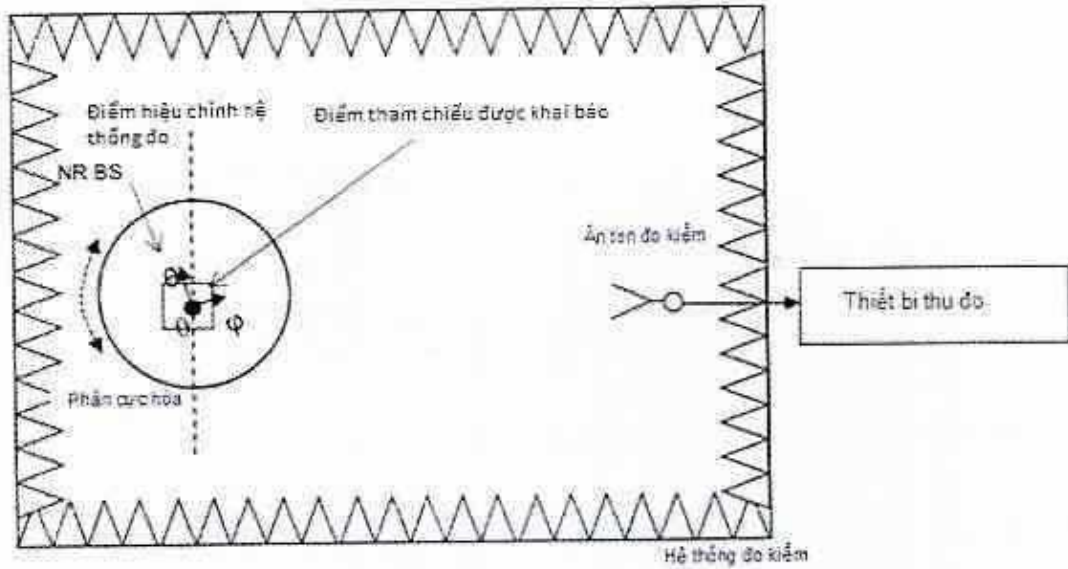 Điểm hiệu chỉnh hệ
thống đo
Điểm tham chiếu được khai báo
NR BS
Ăn ten đo kiểm
Thiết bị thu đo
θ
φ
Phân cực hóa
Hệ thống đo kiểm